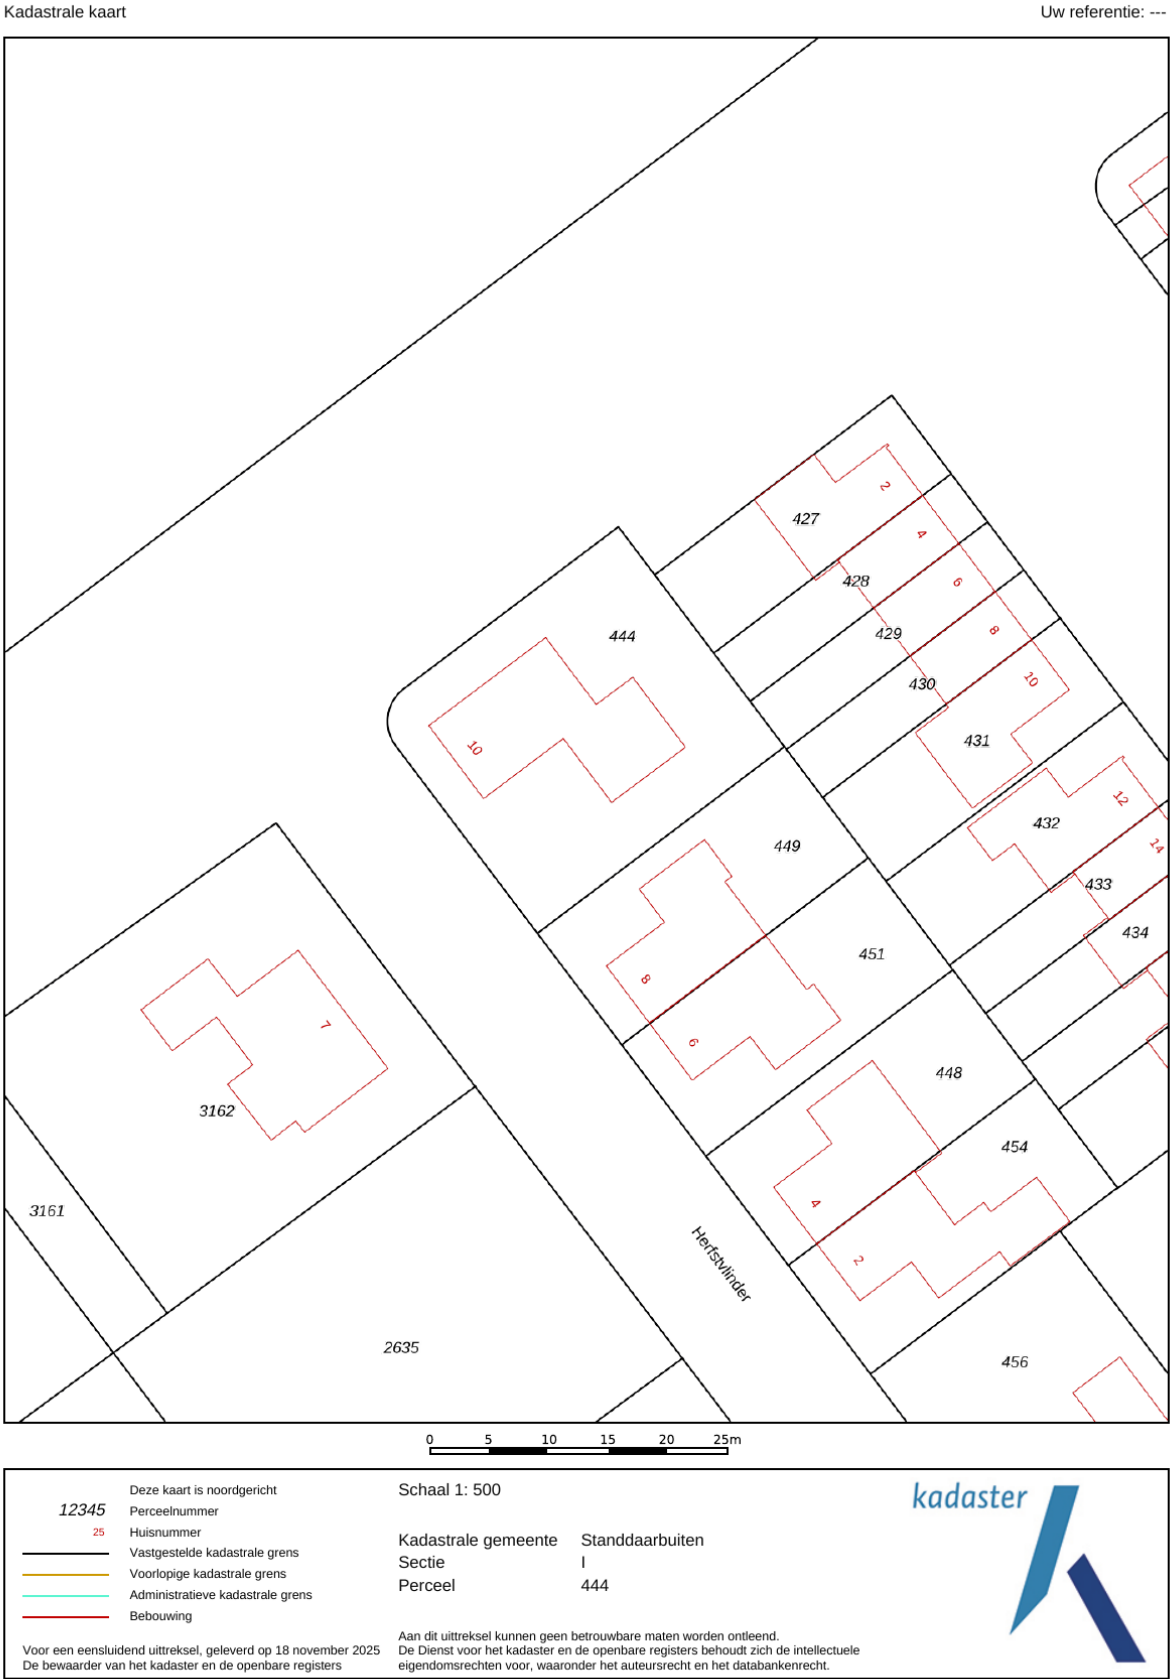 Kadastrale kaart
Uw referentie: ---
2
427
4
428
6
429
8
444
430
10
431
10
12
432
449
14
433
434
451
8
7
6
448
3162
454
4
3161
Herfstvlinder
2
2635
456
0 5 10 15 20 25m
Deze kaart is noordgericht
12345 Perceelnummer
25 Huisnummer
Vastgestelde kadastrale grens
Voorlopige kadastrale grens
Administratieve kadastrale grens
Bebouwing
Voor een eensluidend uittreksel, geleverd op 18 november 2025
De bewaarder van het kadaster en de openbare registers
Schaal 1: 500
Kadastrale gemeente Standdaarbuiten
Sectie I
Perceel 444
Aan dit uittreksel kunnen geen betrouwbare maten worden ontleend.
De Dienst voor het kadaster en de openbare registers behoudt zich de intellectuele
eigendomsrechten voor, waaronder het auteursrecht en het databankenrecht.
kadaster